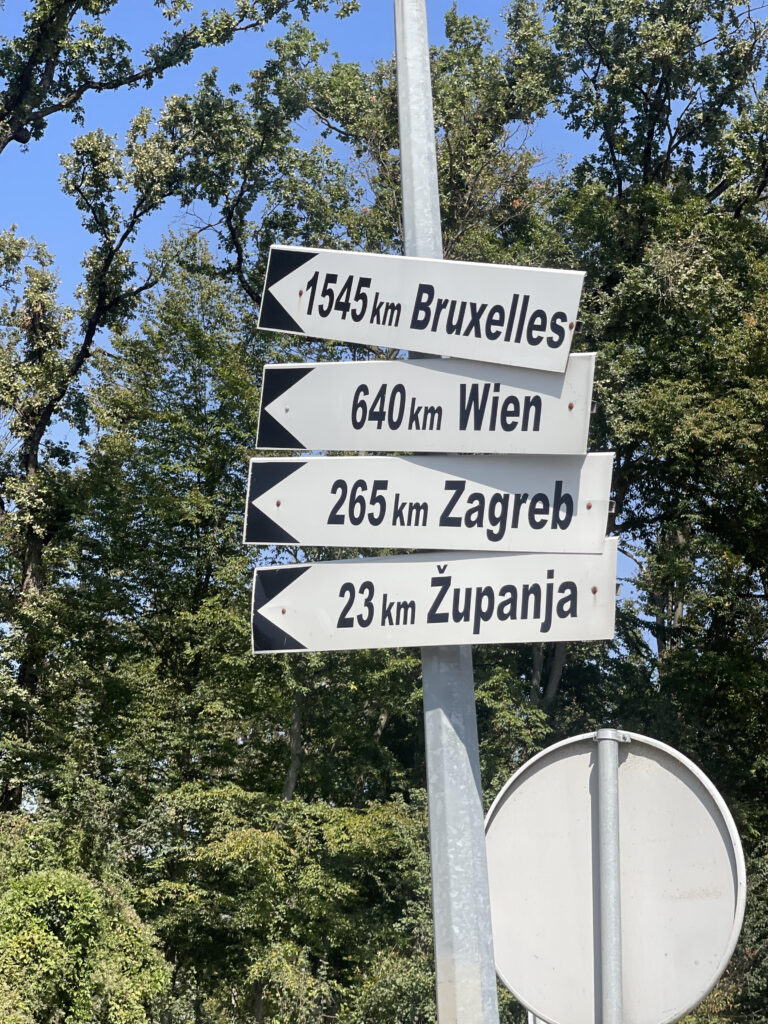 1545 km Bruxelles
640 km Wien
265 km Zagreb
23 km Županja